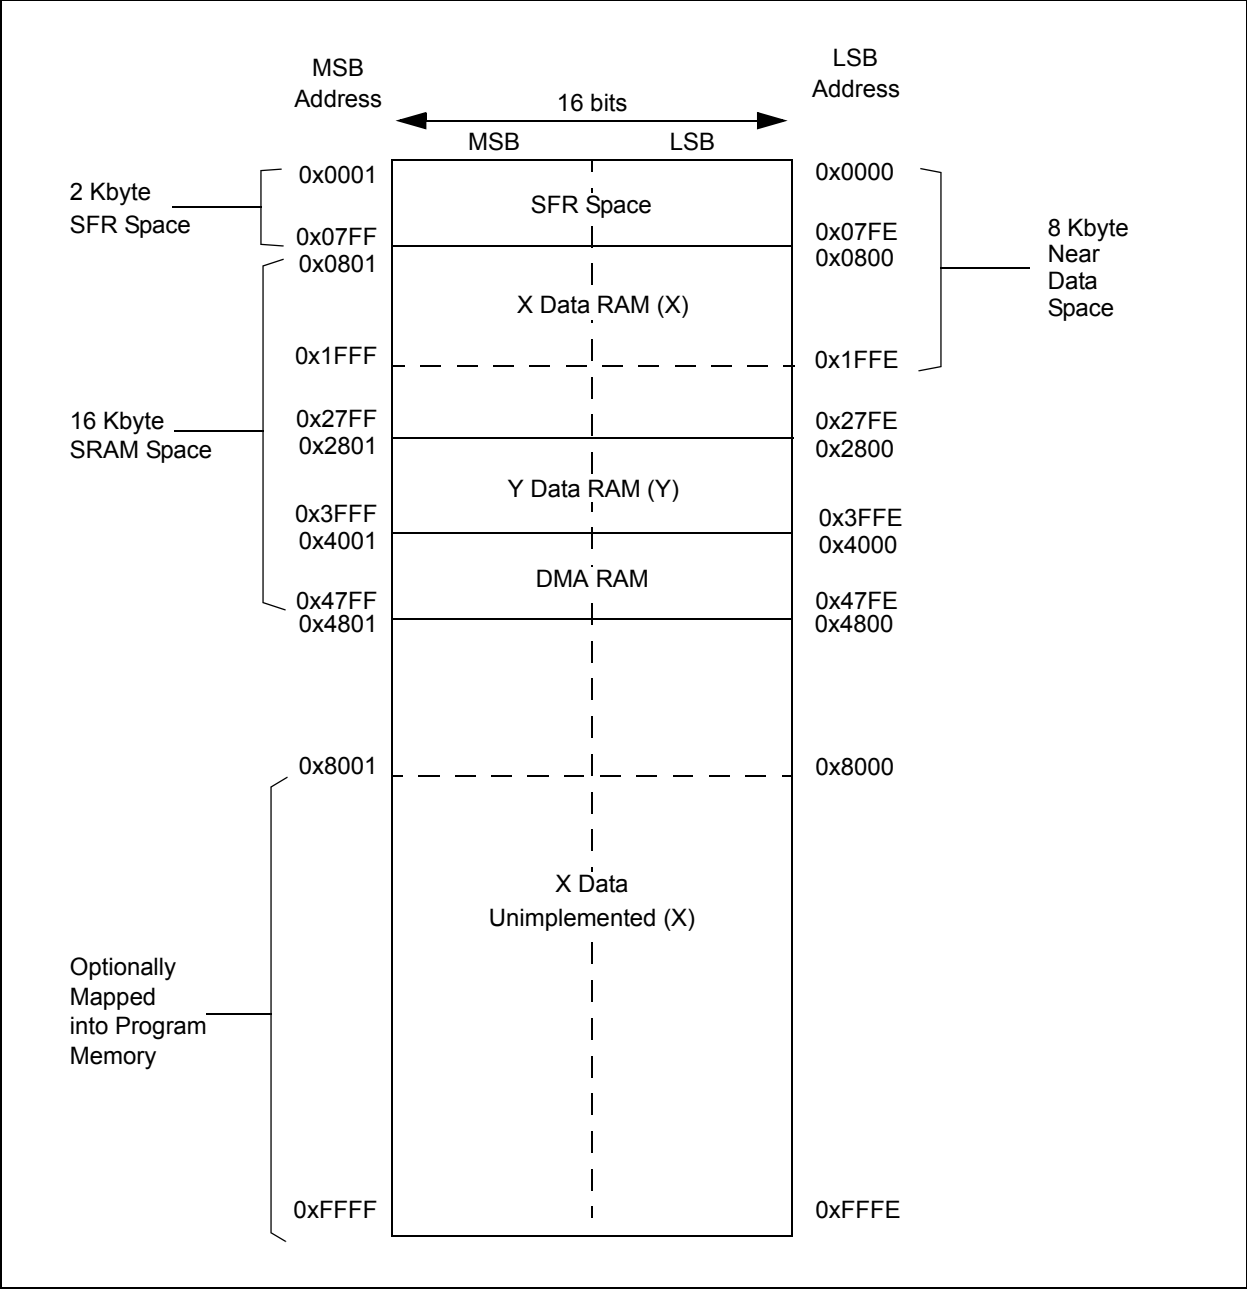 MSB
Address
LSB
Address
16 bits
MSB
LSB
2 Kbyte
SFR Space
0x0001
0x0000
SFR Space
0x07FF
0x07FE
0x0801
0x0800
8 Kbyte
Near
Data
Space
X Data RAM (X)
0x1FFF
0x1FFE
16 Kbyte
SRAM Space
0x27FF
0x27FE
0x2801
0x2800
Y Data RAM (Y)
0x3FFF
0x3FFE
0x4001
0x4000
DMA RAM
0x47FF
0x47FE
0x4801
0x4800
0x8001
0x8000
X Data
Unimplemented (X)
Optionally
Mapped
into Program
Memory
0xFFFF
0xFFFE